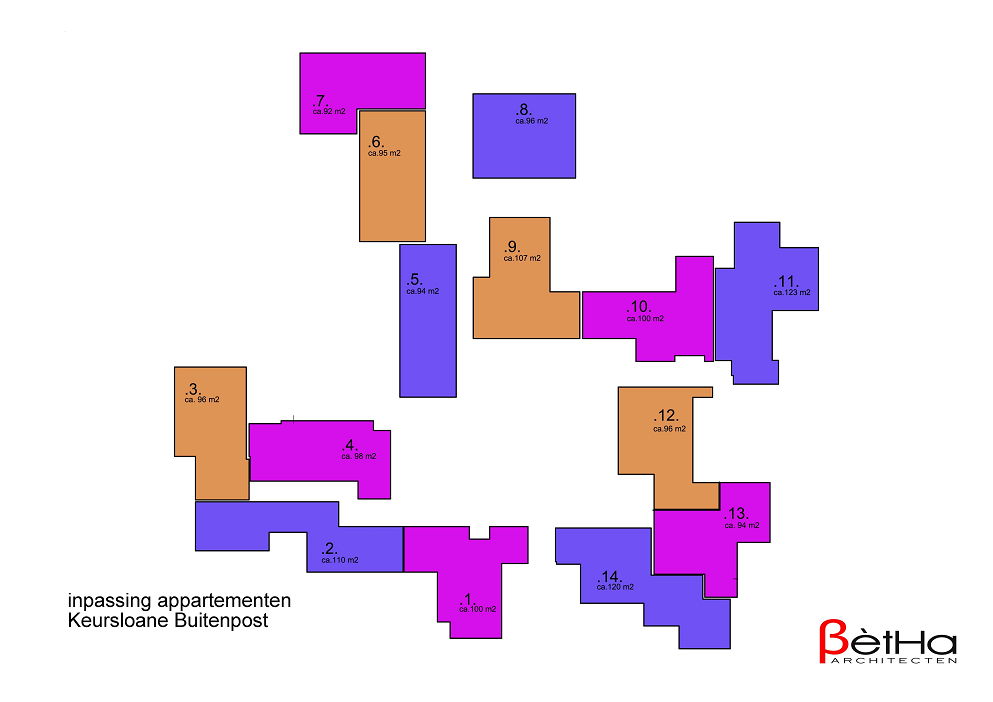 .7.
ca.92 m2
.8.
ca.96 m2
.6.
ca.95 m2
.9.
ca.107 m2
.5.
ca.94 m2
.10.
ca.100 m2
.11.
ca.123 m2
.3.
ca. 96 m2
.4.
ca. 96 m2
.12.
ca.96 m2
.13.
ca. 94 m2
.2.
ca.110 m2
.14.
ca.120 m2
.1.
ca.100 m2
inpassing appartementen
Keursloane Buitenpost
βètHa
ARCHITECTEN